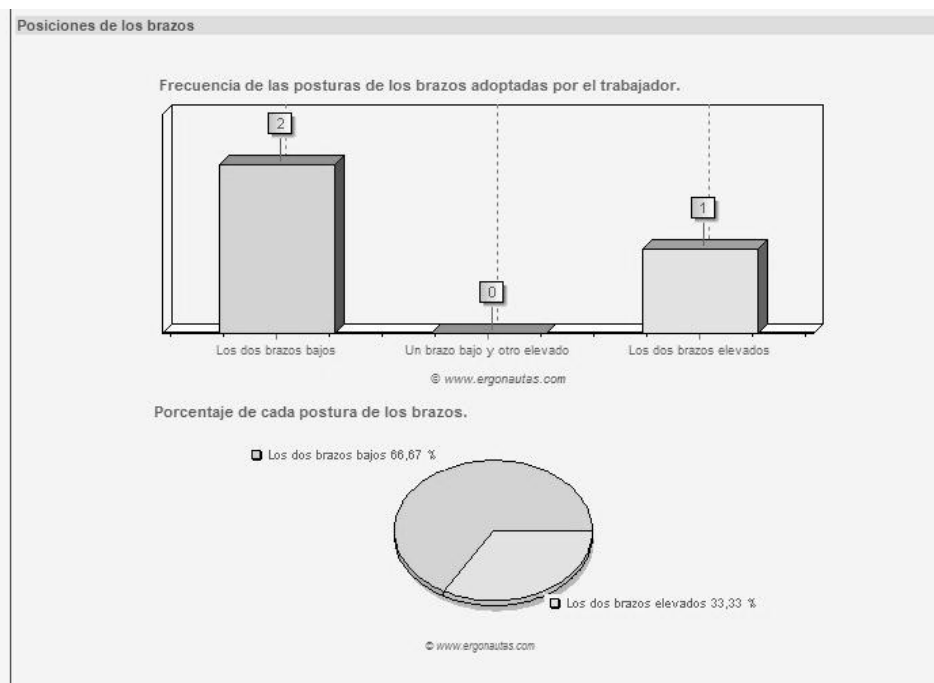 Posiciones de los brazos
Frecuencia de las posturas de los brazos adoptadas por el trabajador.
2
1
0
Los dos brazos bajos
Un brazo bajo y otro elevado
Los dos brazos elevados
© www.ergonautas.com
Porcentaje de cada postura de los brazos.
Los dos brazos bajos 66,67 %
Los dos brazos elevados 33,33 %
© www.ergonautas.com